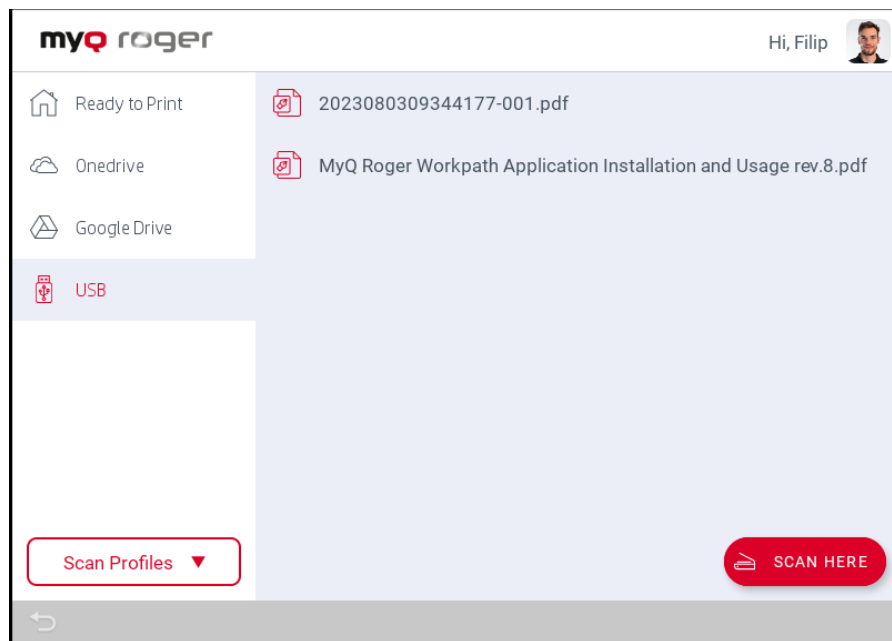 myQ roger
Hi, Filip
Ready to Print
Onedrive
Google Drive
USB
2023080309344177-001.pdf
MyQ Roger Workpath Application Installation and Usage rev.8.pdf
Scan Profiles ▼
SCAN HERE